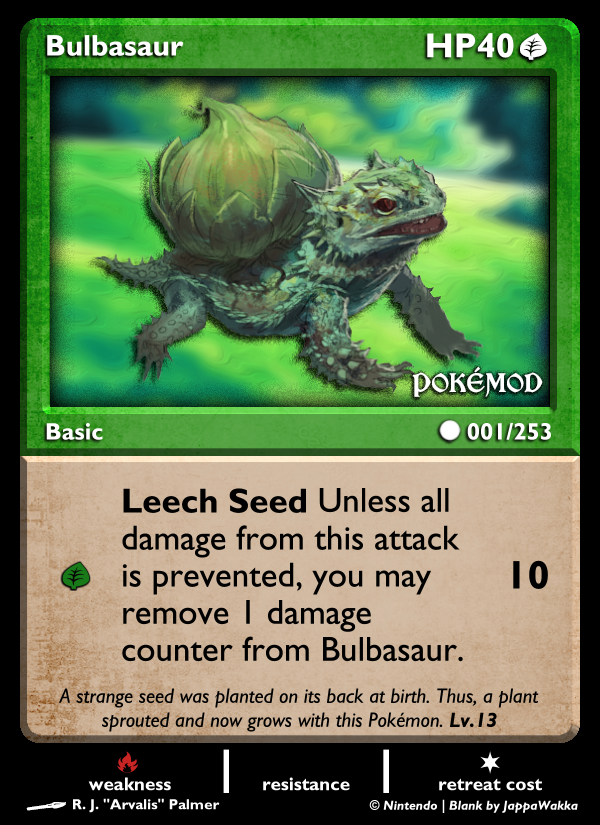 Bulbasaur HP40
POKÉMOD
Basic 001/253
Leech Seed Unless all
damage from this attack
is prevented, you may 10
remove 1 damage
counter from Bulbasaur.
A strange seed was planted on its back at birth. Thus, a plant
sprouted and now grows with this Pokémon. Lv.13
weakness resistance retreat cost
R. J. "Arvalis" Palmer © Nintendo | Blank by JappaWakka